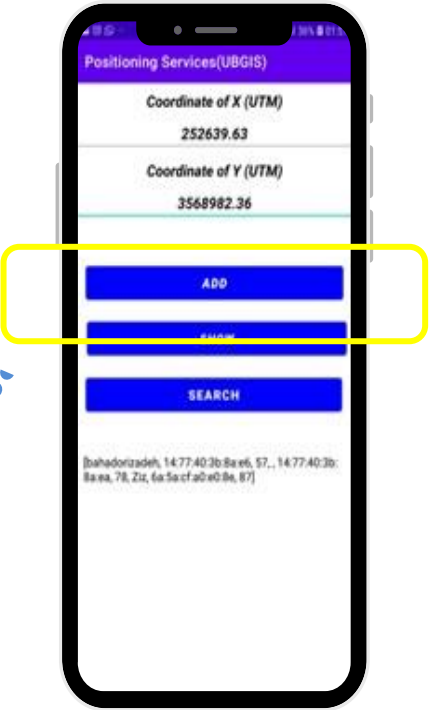 Positioning Services(UBGIS)
Coordinate of X (UTM)
252639.63
Coordinate of Y (UTM)
3568982.36
ADD
SHOW
SEARCH
[bahadorizadeh, 14:77:40:3b:8a:e6, 57, , 14:77:40:3b:
8a:ea, 78, Ziz, 6a:5a:cf:a0:e0:8e, 87]